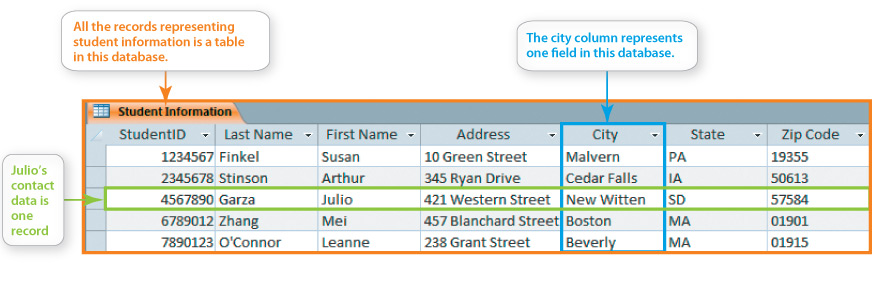 All the records representing
student information is a table
in this database.
The city column represents
one field in this database.
Student Information
StudentID Last Name First Name Address City State Zip Code
1234567 Finkel Susan 10 Green Street Malvern PA 19355
2345678 Stinson Arthur 345 Ryan Drive Cedar Falls IA 50613
Julio's
contact
data is
one
record
4567890 Garza Julio 421 Western Street New Witten SD 57584
6789012 Zhang Mei 457 Blanchard Street Boston MA 01901
7890123 O'Connor Leanne 238 Grant Street Beverly MA 01915